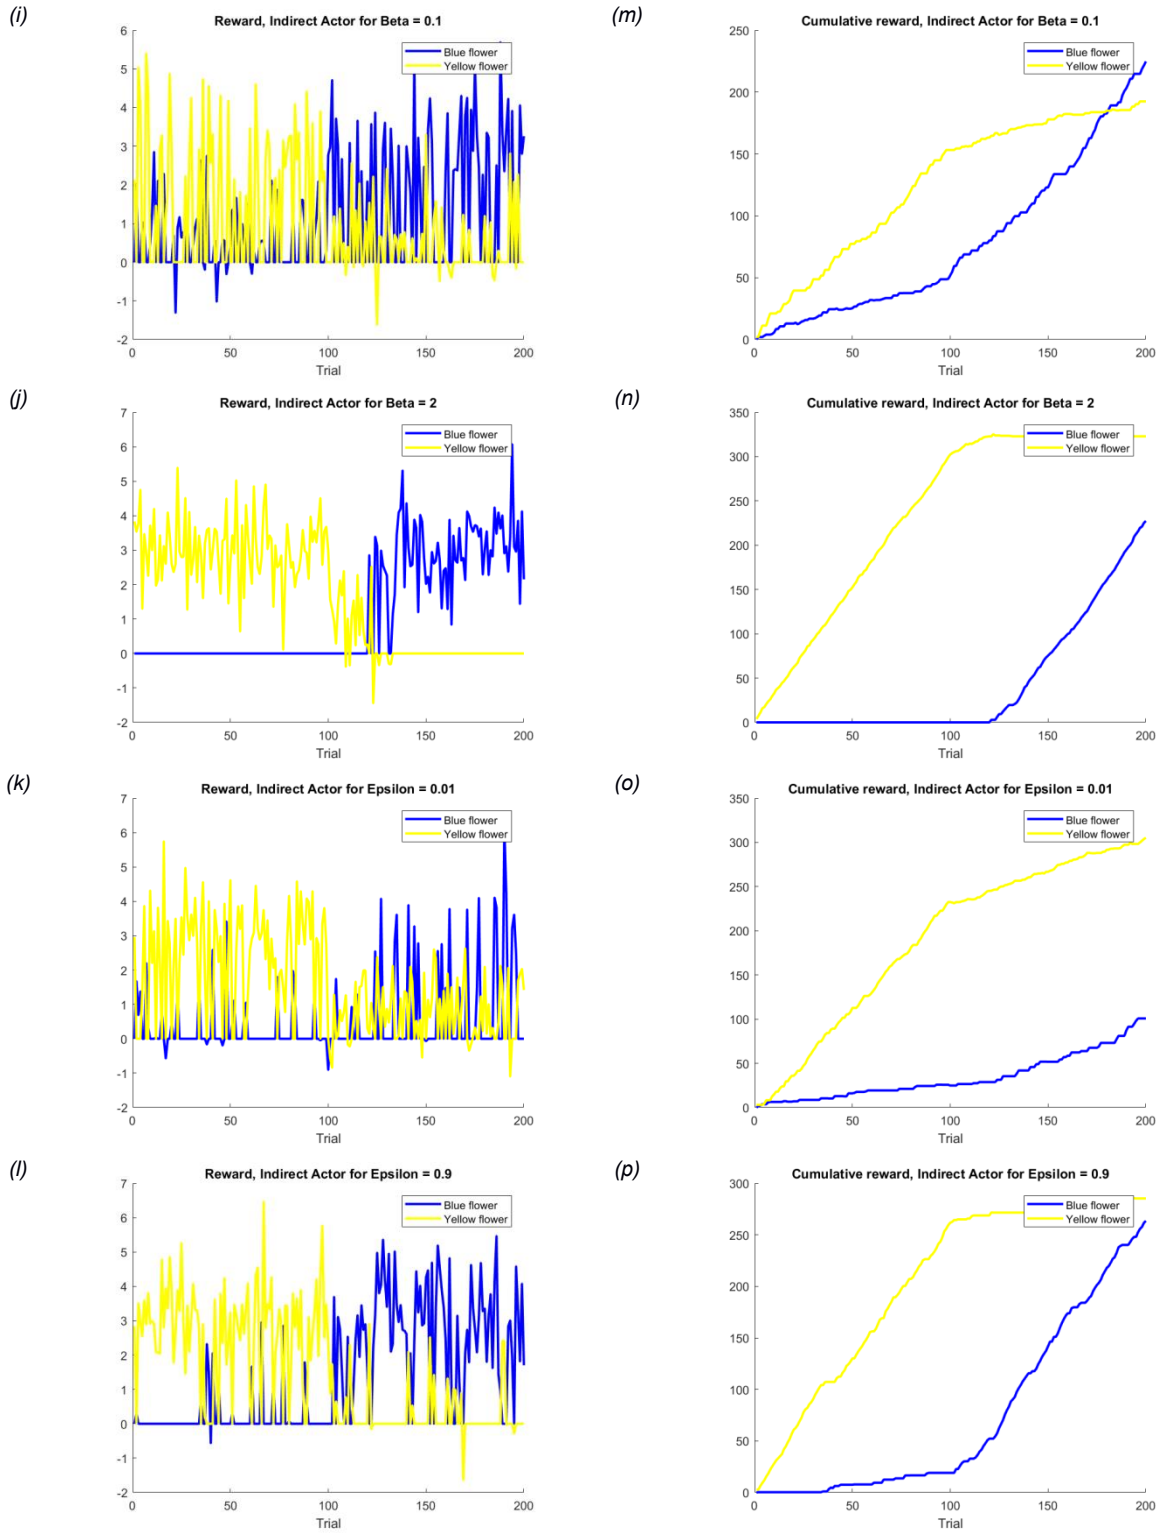 (i)
Reward, Indirect Actor for Beta = 0.1
6
5
4
3
2
1
0
-1
-2
0 50 100 150 200
Trial
Blue flower
Yellow flower
(m)
Cumulative reward, Indirect Actor for Beta = 0.1
250
200
150
100
50
0
0 50 100 150 200
Trial
Blue flower
Yellow flower
(j)
Reward, Indirect Actor for Beta = 2
7
6
5
4
3
2
1
0
-1
-2
0 50 100 150 200
Trial
Blue flower
Yellow flower
(n)
Cumulative reward, Indirect Actor for Beta = 2
350
300
250
200
150
100
50
0
0 50 100 150 200
Trial
Blue flower
Yellow flower
(k)
Reward, Indirect Actor for Epsilon = 0.01
7
6
5
4
3
2
1
0
-1
-2
0 50 100 150 200
Trial
Blue flower
Yellow flower
(o)
Cumulative reward, Indirect Actor for Epsilon = 0.01
350
300
250
200
150
100
50
0
0 50 100 150 200
Trial
Blue flower
Yellow flower
(l)
Reward, Indirect Actor for Epsilon = 0.9
7
6
5
4
3
2
1
0
-1
-2
0 50 100 150 200
Trial
Blue flower
Yellow flower
(p)
Cumulative reward, Indirect Actor for Epsilon = 0.9
300
250
200
150
100
50
0
0 50 100 150 200
Trial
Blue flower
Yellow flower